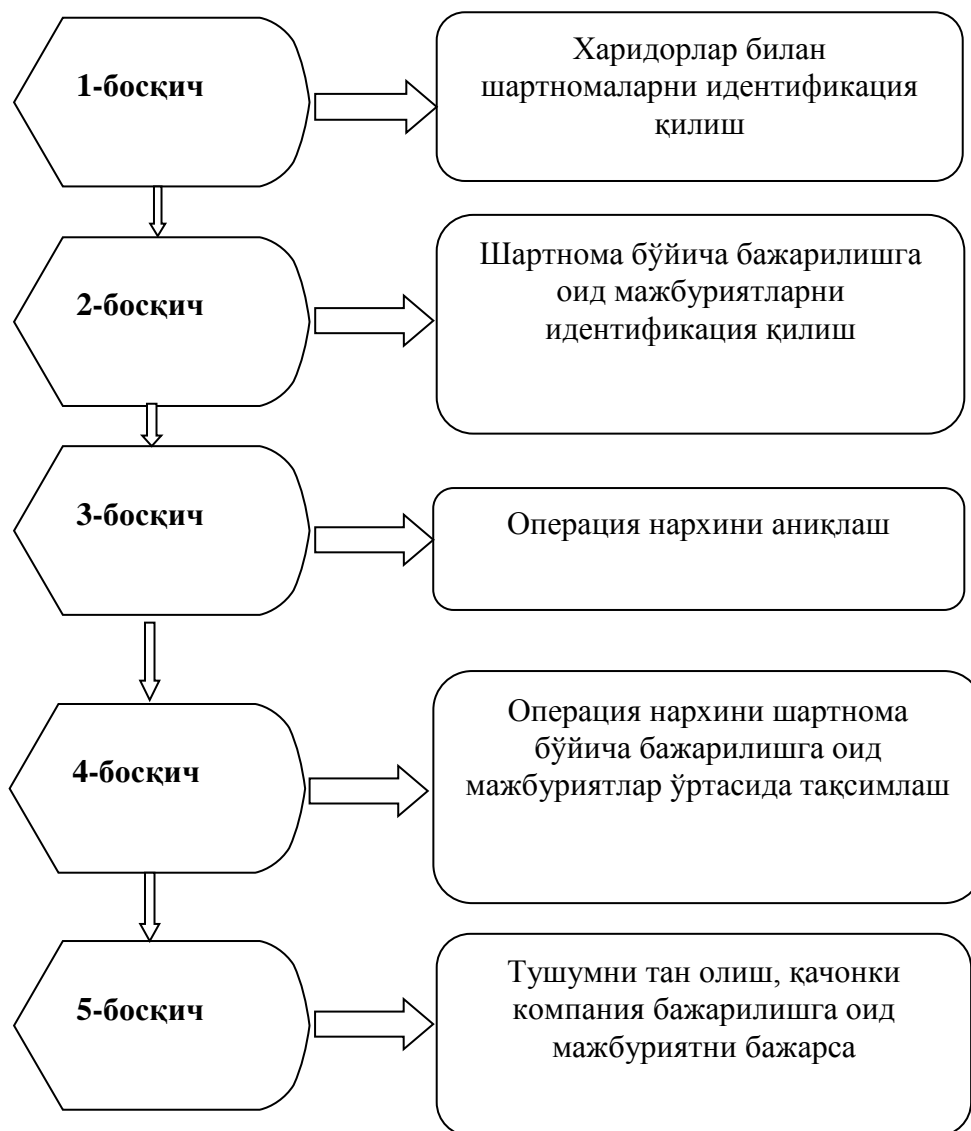 1-босқич
Харидорлар билан
шартномаларни идентификация
қилиш
2-босқич
Шартнома бўйича бажарилишга
оид мажбуриятларни
идентификация қилиш
3-босқич
Операция нархини аниқлаш
4-босқич
Операция нархини шартнома
бўйича бажарилишга оид
мажбуриятлар ўртасида тақсимлаш
5-босқич
Тушумни тан олиш, қачонки
компания бажарилишга оид
мажбуриятни бажарса